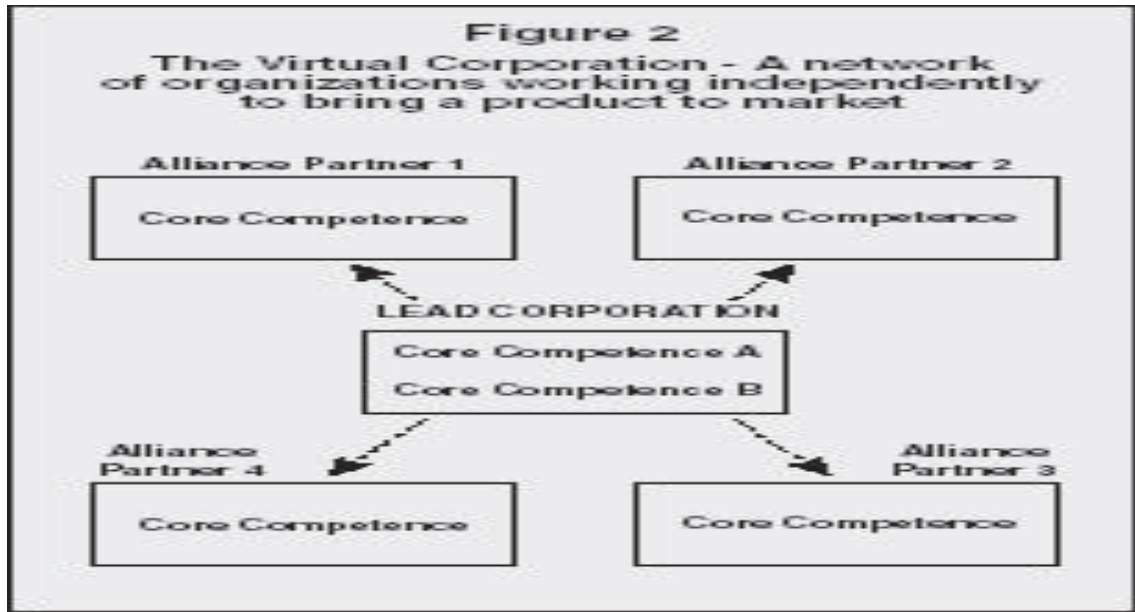 Figure 2
The Virtual Corporation - A network
of organizations working independently
to bring a product to market
Alliance Partner 1
Core Competence
Alliance Partner 2
Core Competence
LEAD CORPORATION
Core Competence A
Core Competence B
Alliance
Partner 4
Core Competence
Alliance
Partner 3
Core Competence